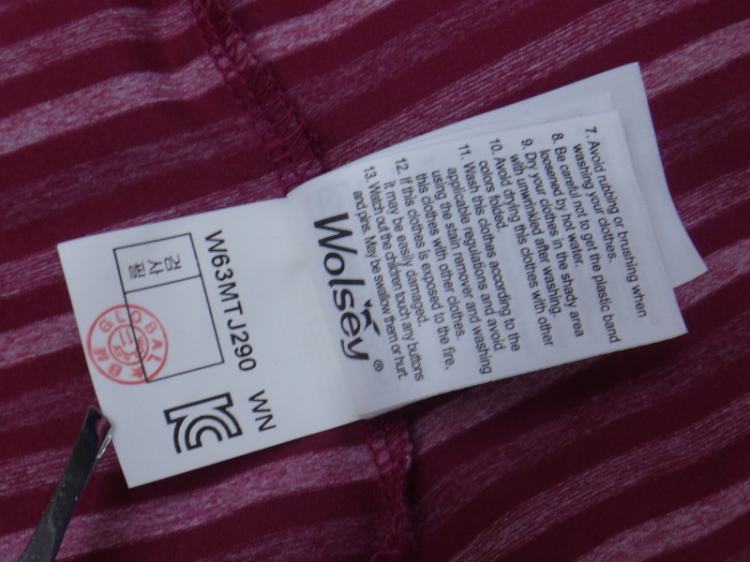 7. Avoid rubbing or brushing when
washing your clothes.
8. Be careful not to get the plastic band
loosened by hot water.
9. Dry your clothes in the shady area
with unwrinkled after washing.
10. Avoid drying this clothes with other
colors folded.
11. Wash this clothes according to the
applicable regulations and avoid
using the stain remover and washing
this clothes with other clothes.
12. If this clothes is exposed to the fire,
it may be easily damaged.
13. Watch out the children touch any buttons
and pins. May be swallow them or hurt.
Wolsey®
W63MTJ290 WN
검사필
GLOBAL
BM